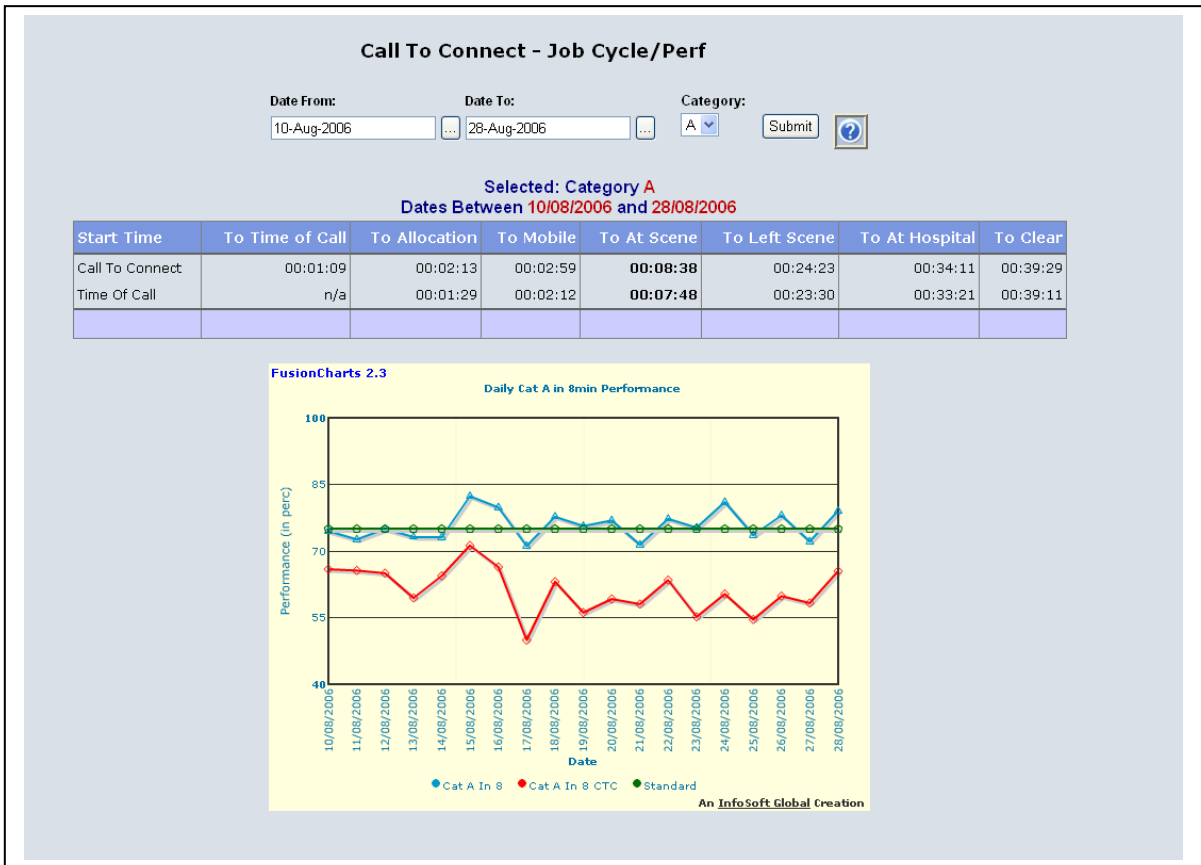 Call To Connect - Job Cycle/Perf
Date From: Date To: Category:
10-Aug-2006 ... 28-Aug-2006 ... A Submit ?
Selected: Category A
Dates Between 10/08/2006 and 28/08/2006
Start Time To Time of Call To Allocation To Mobile To At Scene To Left Scene To At Hospital To Clear
Call To Connect 00:01:09 00:02:13 00:02:59 00:08:38 00:24:23 00:34:11 00:39:29
Time Of Call n/a 00:01:29 00:02:12 00:07:48 00:23:30 00:33:21 00:39:11
FusionCharts 2.3
Daily Cat A in 8min Performance
Performance (in perc)
100
85
70
55
40
10/08/2006 11/08/2006 12/08/2006 13/08/2006 14/08/2006 15/08/2006 16/08/2006 17/08/2006 18/08/2006 19/08/2006 20/08/2006 21/08/2006 22/08/2006 23/08/2006 24/08/2006 25/08/2006 26/08/2006 27/08/2006 28/08/2006
Date
Cat A In 8 Cat A In 8 CTC Standard
An InfoSoft Global Creation